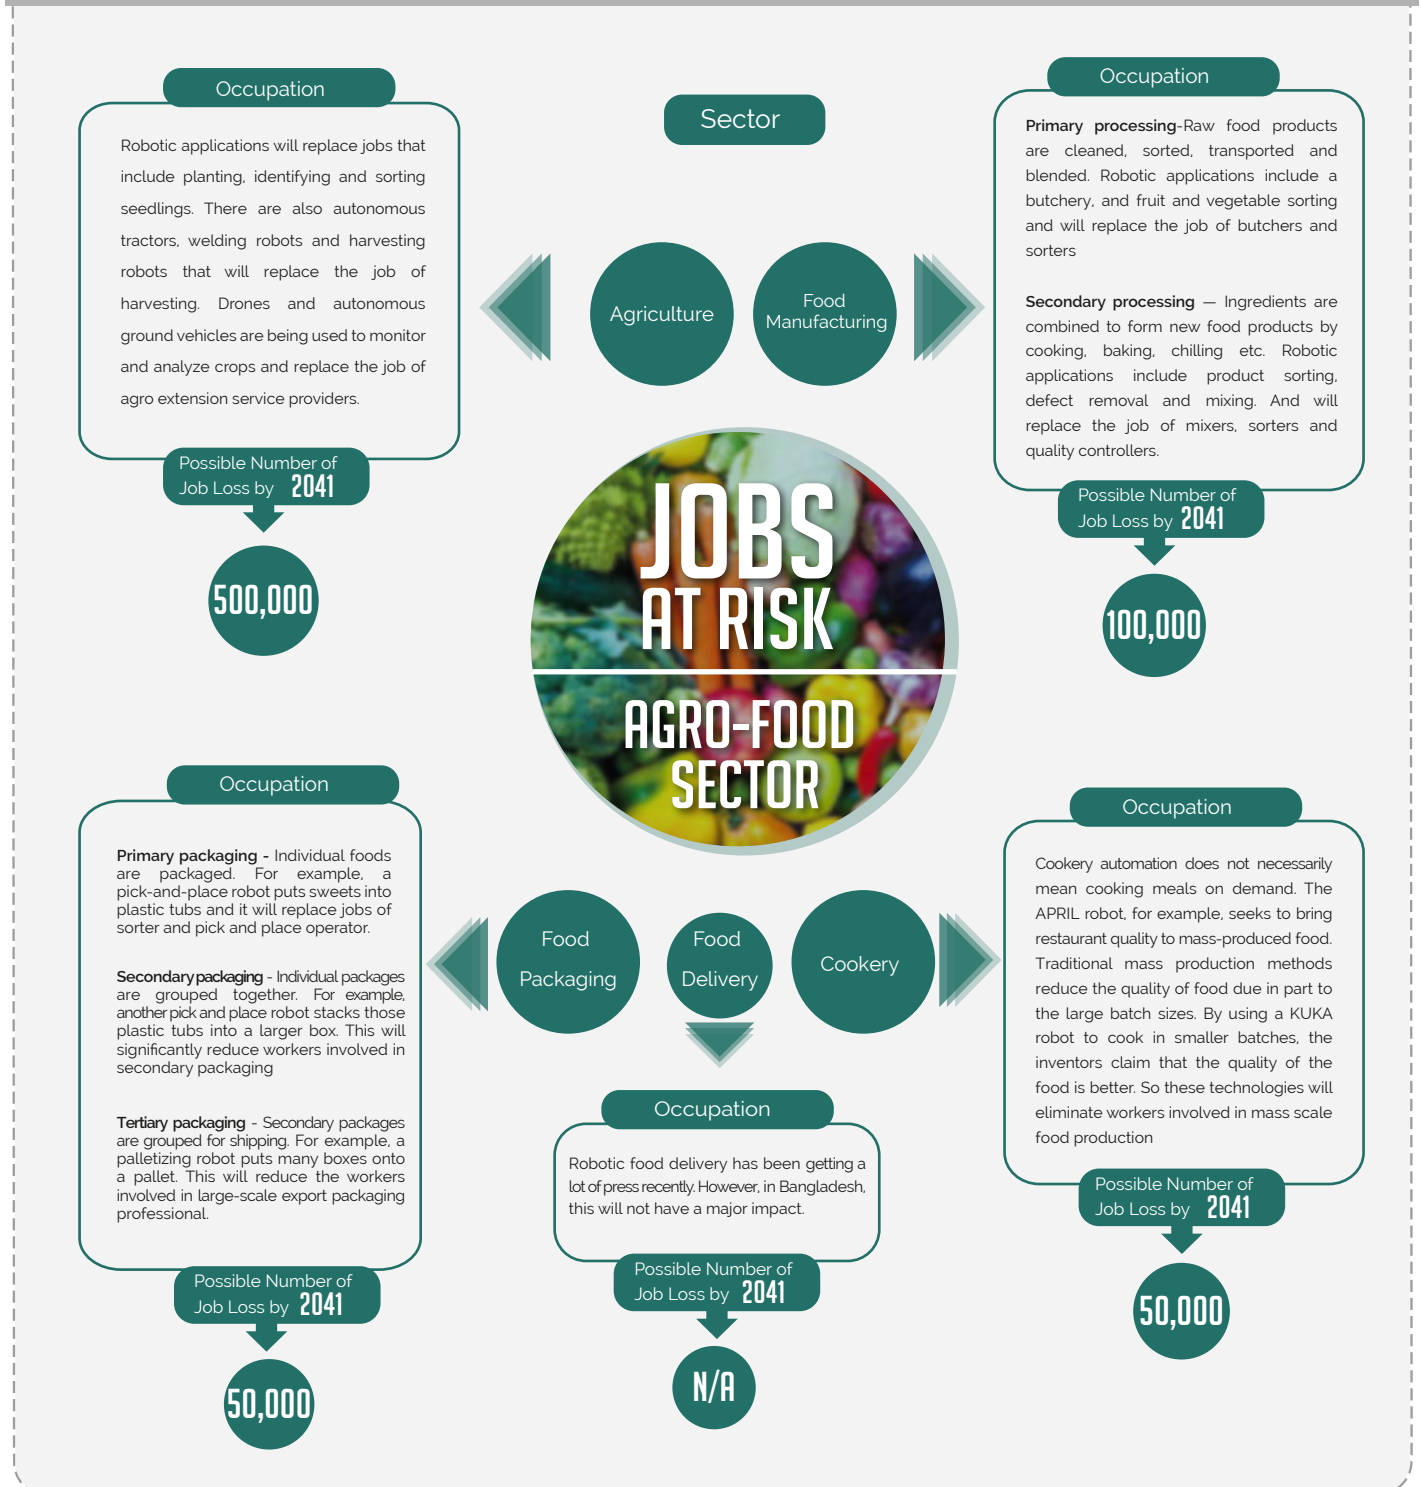 Occupation
Robotic applications will replace jobs that
include planting, identifying and sorting
seedlings. There are also autonomous
tractors, welding robots and harvesting
robots that will replace the job of
harvesting. Drones and autonomous
ground vehicles are being used to monitor
and analyze crops and replace the job of
agro extension service providers.
Possible Number of
Job Loss by 2041
500,000
Sector
Agriculture
Food
Manufacturing
Occupation
Primary processing-Raw food products
are cleaned, sorted, transported and
blended. Robotic applications include a
butchery, and fruit and vegetable sorting
and will replace the job of butchers and
sorters
Secondary processing — Ingredients are
combined to form new food products by
cooking, baking, chilling etc. Robotic
applications include product sorting,
defect removal and mixing. And will
replace the job of mixers, sorters and
quality controllers.
Possible Number of
Job Loss by 2041
100,000
JOBS
AT RISK
AGRO-FOOD
SECTOR
Occupation
Primary packaging - Individual foods
are packaged. For example, a
pick-and-place robot puts sweets into
plastic tubs and it will replace jobs of
sorter and pick and place operator.
Secondary packaging - Individual packages
are grouped together. For example,
another pick and place robot stacks those
plastic tubs into a larger box. This will
significantly reduce workers involved in
secondary packaging
Tertiary packaging - Secondary packages
are grouped for shipping. For example, a
palletizing robot puts many boxes onto
a pallet. This will reduce the workers
involved in large-scale export packaging
professional.
Possible Number of
Job Loss by 2041
50,000
Food
Packaging
Food
Delivery
Cookery
Occupation
Robotic food delivery has been getting a
lot of press recently. However, in Bangladesh,
this will not have a major impact.
Possible Number of
Job Loss by 2041
N/A
Occupation
Cookery automation does not necessarily
mean cooking meals on demand. The
APRIL robot, for example, seeks to bring
restaurant quality to mass-produced food.
Traditional mass production methods
reduce the quality of food due in part to
the large batch sizes. By using a KUKA
robot to cook in smaller batches, the
inventors claim that the quality of the
food is better. So these technologies will
eliminate workers involved in mass scale
food production
Possible Number of
Job Loss by 2041
50,000